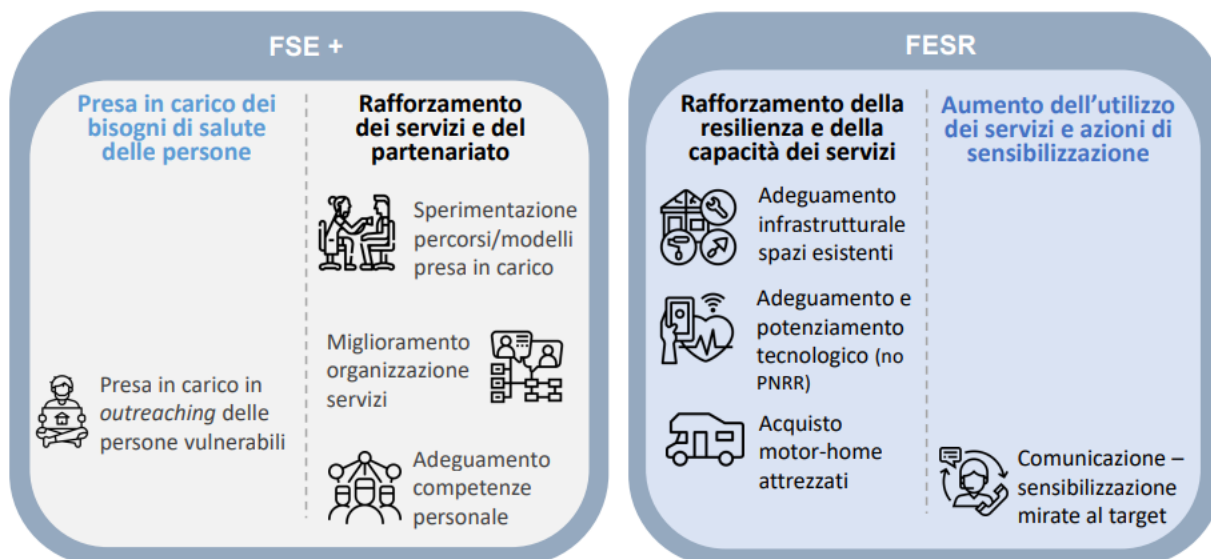 FSE +
Presa in carico dei
bisogni di salute
delle persone
Presa in carico in
outreaching delle
persone vulnerabili
Rafforzamento
dei servizi e del
partenariato
Sperimentazione
percorsi/modelli
presa in carico
Miglioramento
organizzazione
servizi
Adeguamento
competenze
personale
FESR
Rafforzamento della
resilienza e della
capacità dei servizi
Adeguamento
infrastrutturale
spazi esistenti
Adeguamento e
potenziamento
tecnologico (no
PNRR)
Acquisto
motor-home
attrezzati
Aumento dell’utilizzo
dei servizi e azioni di
sensibilizzazione
Comunicazione –
sensibilizzazione
mirate al target